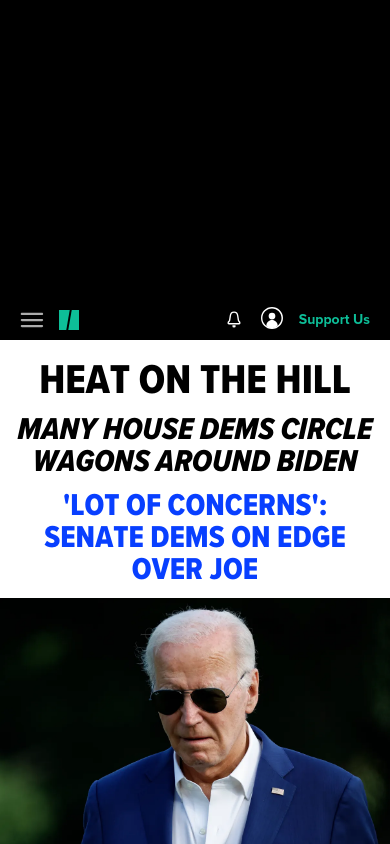 Support Us
HEAT ON THE HILL
MANY HOUSE DEMS CIRCLE
WAGONS AROUND BIDEN
'LOT OF CONCERNS':
SENATE DEMS ON EDGE
OVER JOE